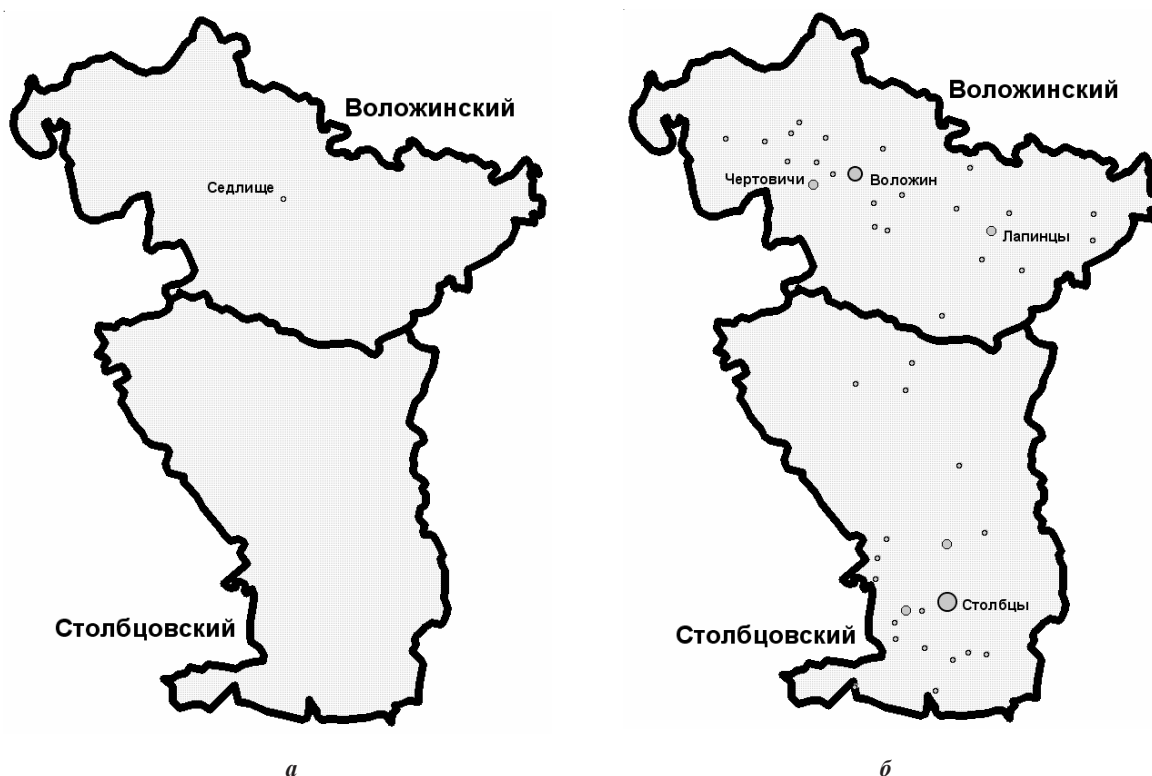 Воложинский
Седлище
Столбцовский
а
Воложинский
Чертовичи
Воложин
Лапинцы
Столбцы
Столбцовский
б